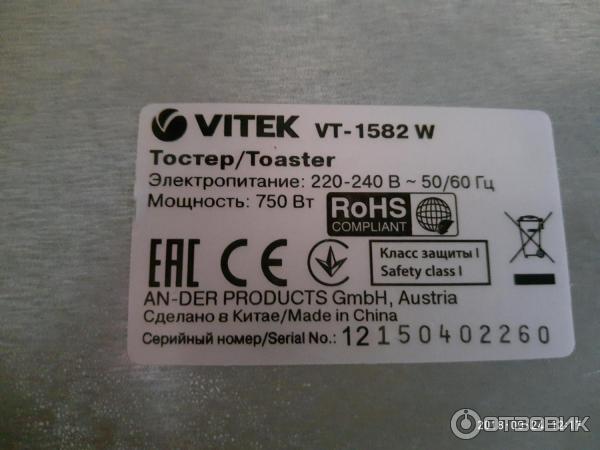 VITEK VT-1582 W
Тостер/Toaster
Электропитание: 220-240 В ~ 50/60 Гц
Мощность: 750 Вт
RoHS
COMPLIANT
EAC CE
Класс защиты I
Safety class I
AN-DER PRODUCTS GmbH, Austria
Сделано в Китае/Made in China
Серийный номер/Serial No.: 12150402260
ОТЗОВИК